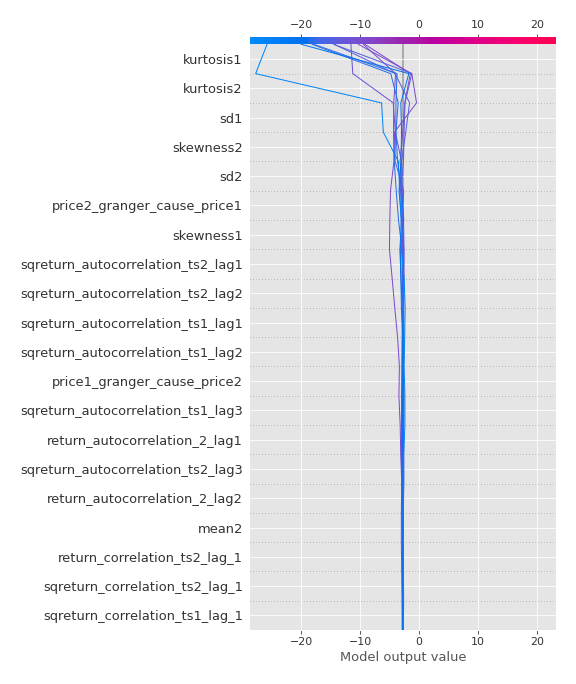 −20 −10 0 10 20
kurtosis1
kurtosis2
sd1
skewness2
sd2
price2_granger_cause_price1
skewness1
sqreturn_autocorrelation_ts2_lag1
sqreturn_autocorrelation_ts2_lag2
sqreturn_autocorrelation_ts1_lag1
sqreturn_autocorrelation_ts1_lag2
price1_granger_cause_price2
sqreturn_autocorrelation_ts1_lag3
return_autocorrelation_2_lag1
sqreturn_autocorrelation_ts2_lag3
return_autocorrelation_2_lag2
mean2
return_correlation_ts2_lag_1
sqreturn_correlation_ts2_lag_1
sqreturn_correlation_ts1_lag_1
−20 −10 0 10 20
Model output value